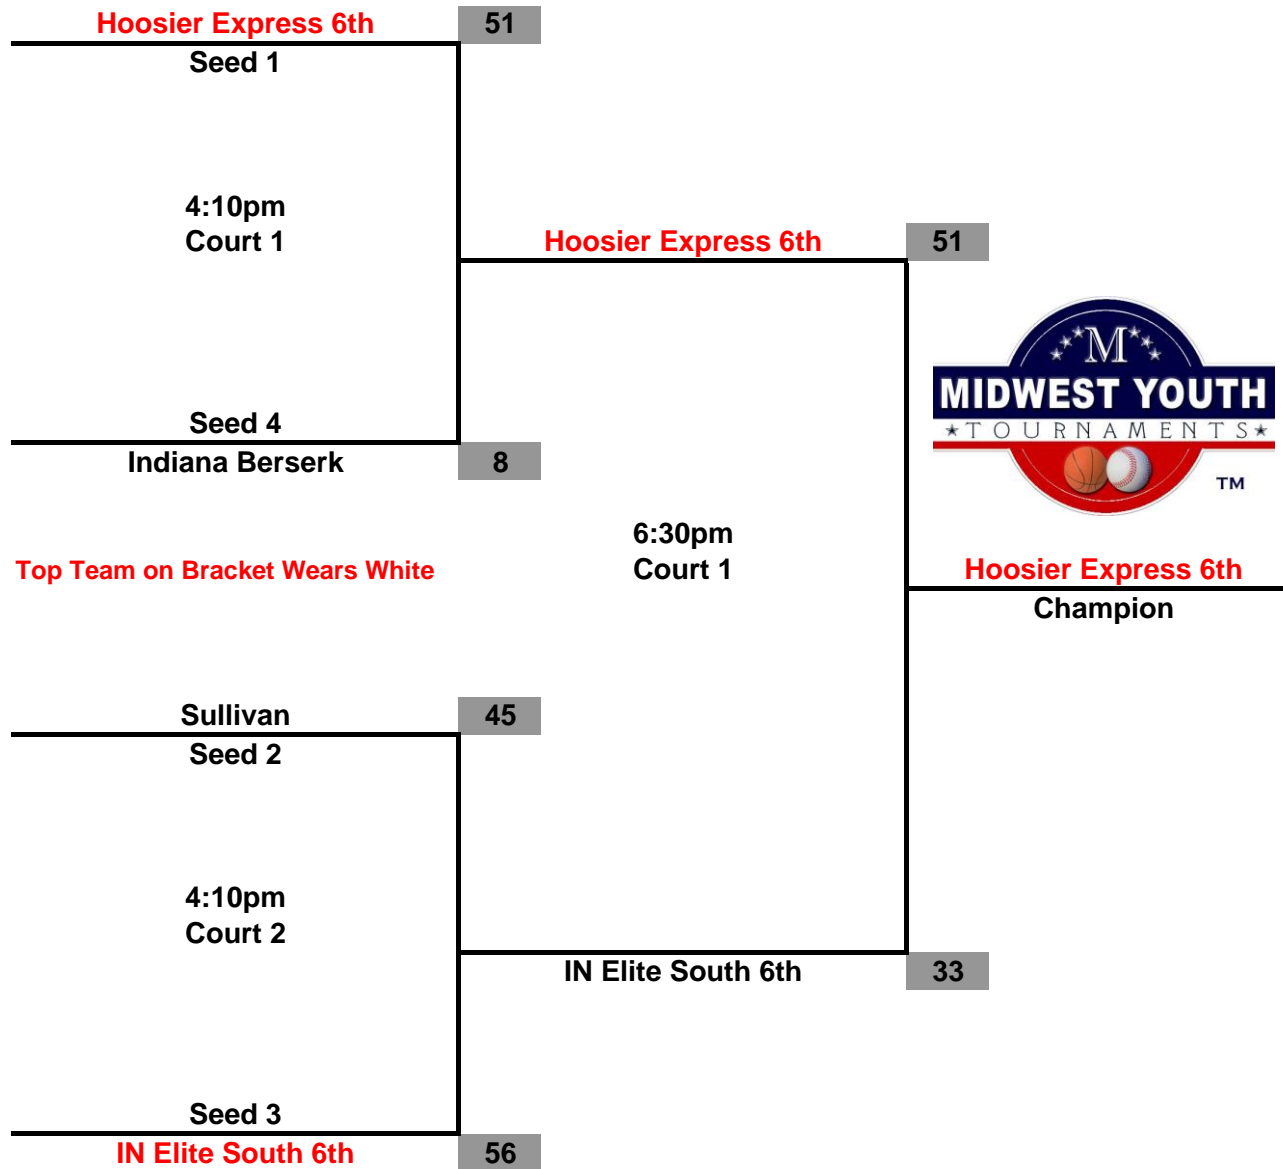 Hoosier Express 6th 51
Seed 1
4:10pm
Court 1
Hoosier Express 6th 51
M
MIDWEST YOUTH
TOURNAMENTS
TM
Seed 4
Indiana Berserk 8
6:30pm
Court 1
Top Team on Bracket Wears White
Hoosier Express 6th
Champion
Sullivan 45
Seed 2
4:10pm
Court 2
IN Elite South 6th 33
Seed 3
IN Elite South 6th 56